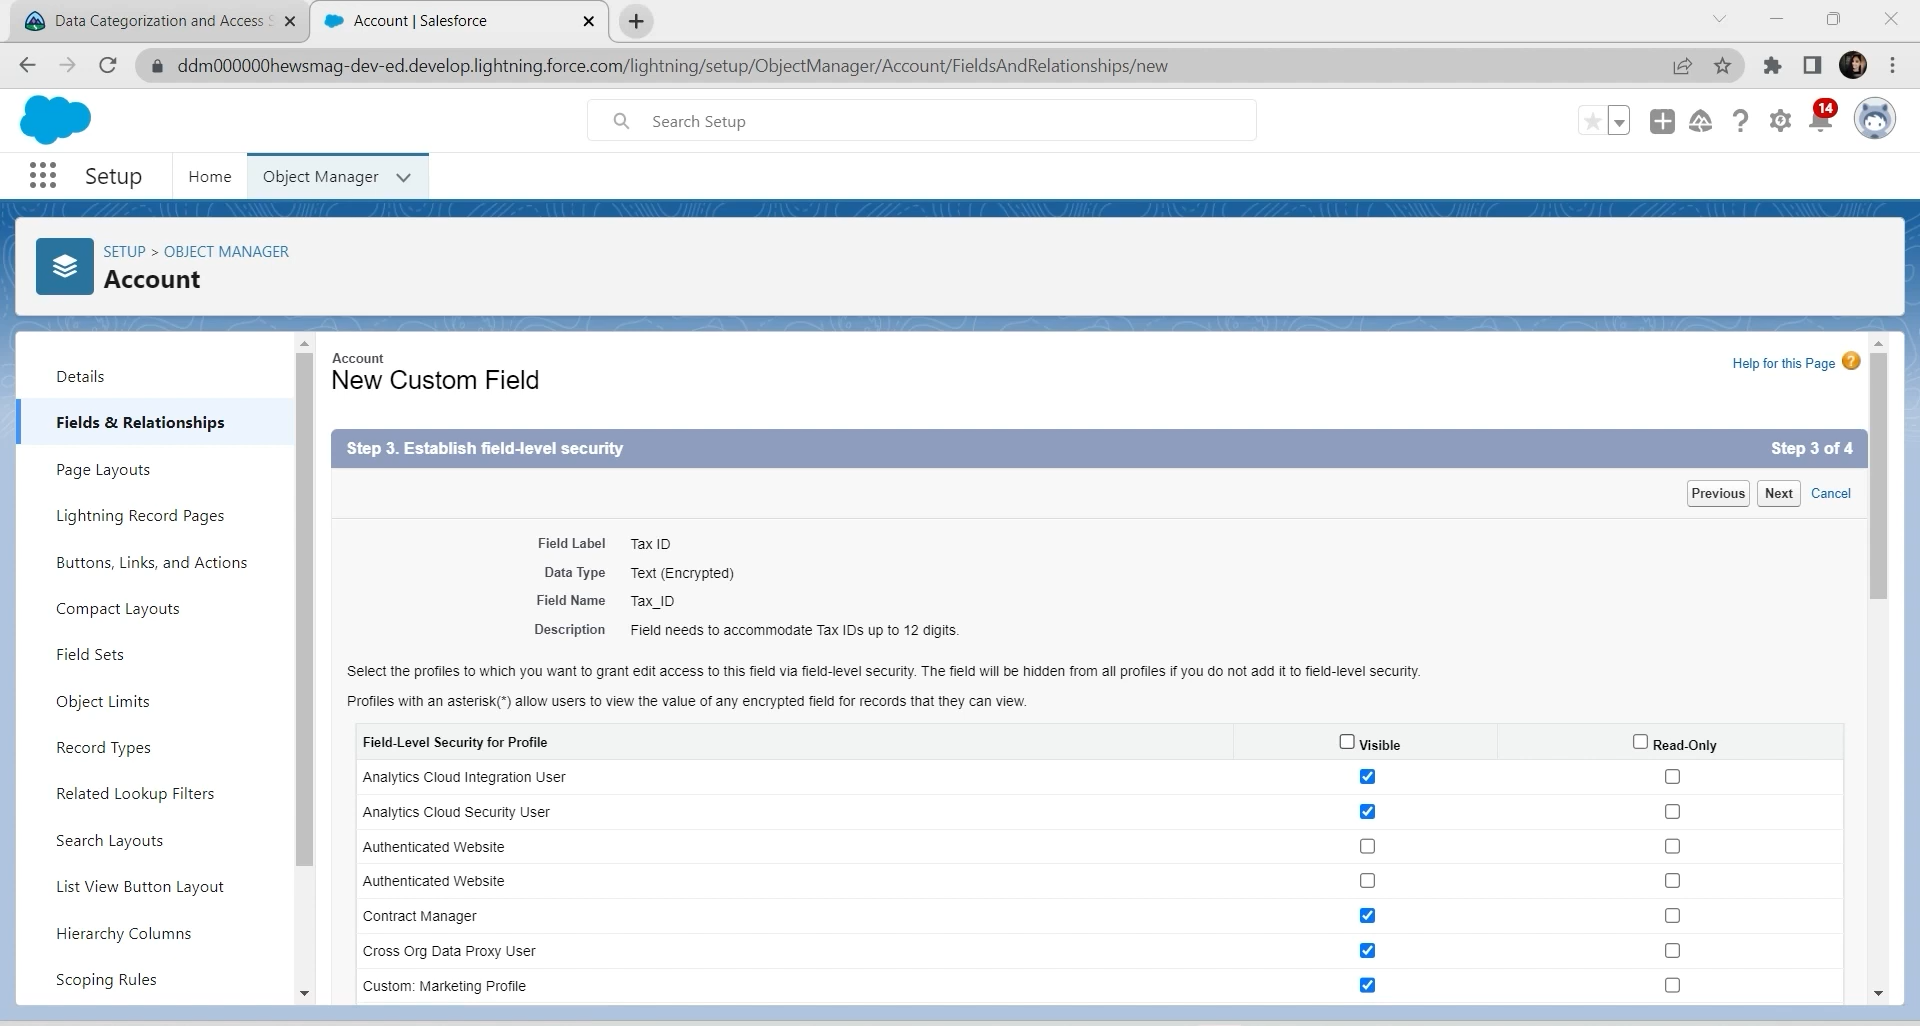 Data Categorization and Access S
Account | Salesforce
ddm000000hewsmag-dev-ed.develop.lightning.force.com/lightning/setup/ObjectManager/Account/FieldsAndRelationships/new
Search Setup
14
Setup
Home
Object Manager
SETUP > OBJECT MANAGER
Account
Details
Fields & Relationships
Page Layouts
Lightning Record Pages
Buttons, Links, and Actions
Compact Layouts
Field Sets
Object Limits
Record Types
Related Lookup Filters
Search Layouts
List View Button Layout
Hierarchy Columns
Scoping Rules
Account
New Custom Field
Help for this Page ?
Step 3. Establish field-level security Step 3 of 4
Previous Next Cancel
Field Label Tax ID
Data Type Text (Encrypted)
Field Name Tax_ID
Description Field needs to accommodate Tax IDs up to 12 digits.
Select the profiles to which you want to grant edit access to this field via field-level security. The field will be hidden from all profiles if you do not add it to field-level security.
Profiles with an asterisk(*) allow users to view the value of any encrypted field for records that they can view.
Field-Level Security for Profile Visible Read-Only
Analytics Cloud Integration User
Analytics Cloud Security User
Authenticated Website
Authenticated Website
Contract Manager
Cross Org Data Proxy User
Custom: Marketing Profile